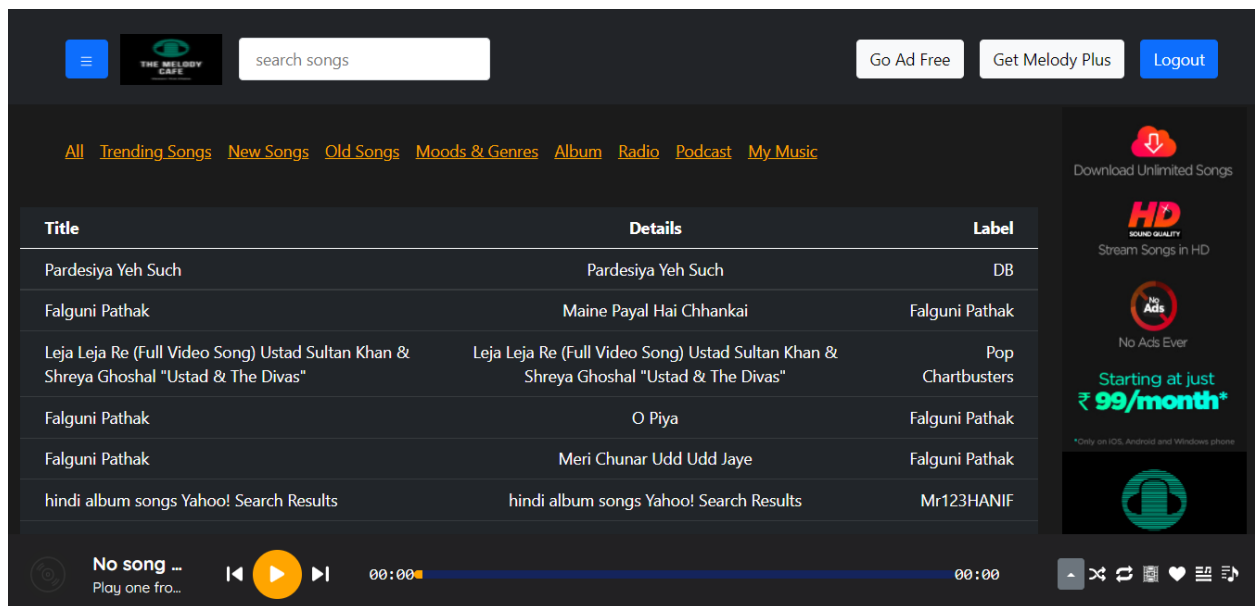 THE MELODY
CAFE
search songs
Go Ad Free
Get Melody Plus
Logout
All Trending Songs New Songs Old Songs Moods & Genres Album Radio Podcast My Music
Title Details Label
Pardesiya Yeh Such Pardesiya Yeh Such DB
Falguni Pathak Maine Payal Hai Chhankai Falguni Pathak
Leja Leja Re (Full Video Song) Ustad Sultan Khan & Leja Leja Re (Full Video Song) Ustad Sultan Khan & Pop
Shreya Ghoshal "Ustad & The Divas" Shreya Ghoshal "Ustad & The Divas" Chartbusters
Falguni Pathak O Piya Falguni Pathak
Falguni Pathak Meri Chunar Udd Udd Jaye Falguni Pathak
hindi album songs Yahoo! Search Results hindi album songs Yahoo! Search Results Mr123HANIF
Download Unlimited Songs
HD
SOUND QUALITY
Stream Songs in HD
No
Ads
No Ads Ever
Starting at just
₹ 99/month*
*Only on iOS, Android and Windows phone
No song ...
Play one fro...
00:00 00:00